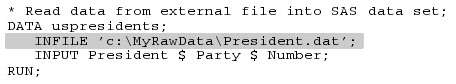 * Read data from external file into SAS data set;
DATA uspresidents;
INFILE ’c:\MyRawData\President.dat’;
INPUT President $ Party $ Number;
RUN;